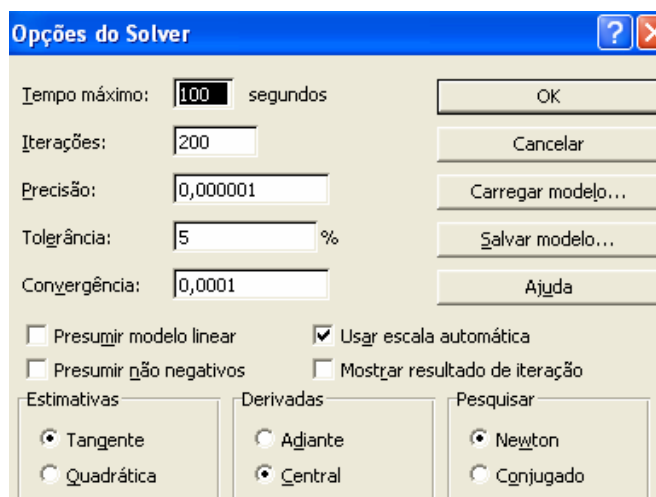 Opções do Solver
Tempo máximo: 100 segundos OK
Iterações: 200 Cancelar
Precisão: 0,000001 Carregar modelo...
Tolerância: 5 % Salvar modelo...
Convergência: 0,0001 Ajuda
Presumir modelo linear Usar escala automática
Presumir não negativos Mostrar resultado de iteração
Estimativas Derivadas Pesquisar
Tangente Adiante Newton
Quadrática Central Conjugado